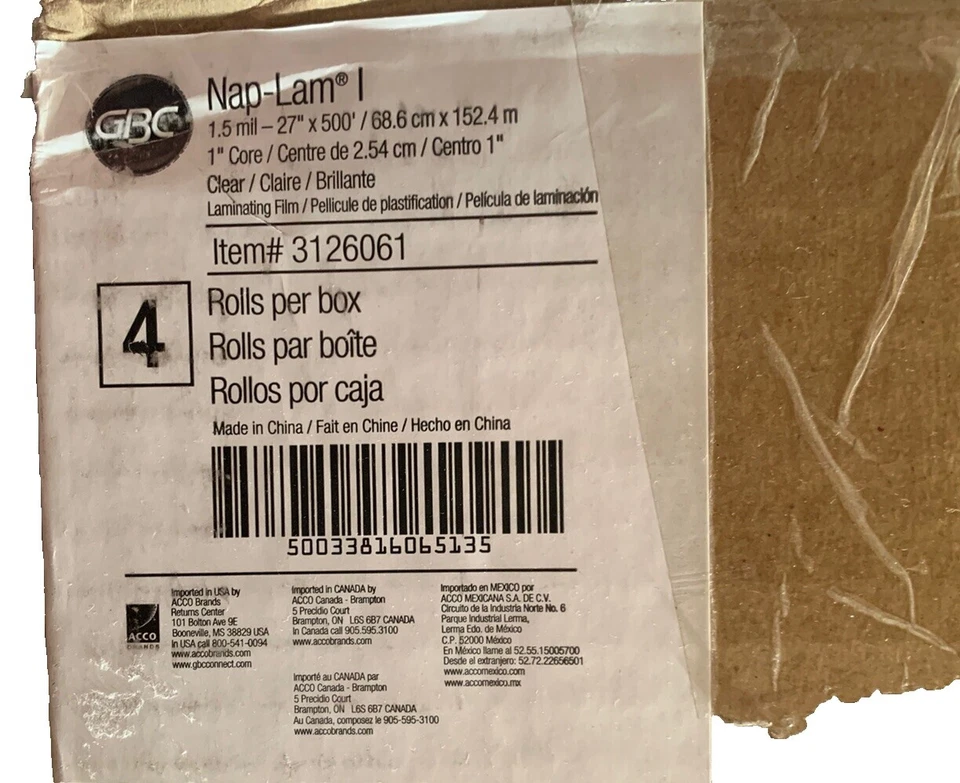 GBC
Nap-Lam® I
1.5 mil – 27" x 500' / 68.6 cm x 152.4 m
1" Core / Centre de 2.54 cm / Centro 1"
Clear / Claire / Brillante
Laminating Film / Pellicule de plastification / Película de laminación
Item# 3126061
4
Rolls per box
Rolls par boîte
Rollos por caja
Made in China / Fait en Chine / Hecho en China
50033816065135
ACCO
BRANDS
Imported in USA by
ACCO Brands
Returns Center
101 Bolton Ave 9E
Booneville, MS 38829 USA
In USA call 800-541-0094
www.accobrands.com
www.gbcconnect.com
Imported in CANADA by
ACCO Canada - Brampton
5 Precidio Court
Brampton, ON L6S 6B7 CANADA
In Canada call 905.595.3100
www.accobrands.com
Importé au CANADA par
ACCO Canada - Brampton
5 Precidio Court
Brampton, ON L6S 6B7 CANADA
Au Canada, composez le 905-595-3100
www.accobrands.com
Importado en MEXICO por
ACCO MEXICANA S.A. DE C.V.
Circuito de la Industria Norte No. 6
Parque Industrial Lerma,
Lerma Edo. de México
C.P. 52000 México
En México llame al 52.55.15005700
Desde el extranjero: 52.72.22656501
www.accomexico.com
www.accomexico.mx